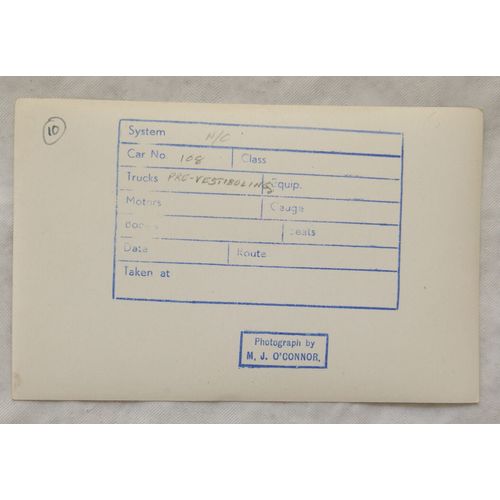 10
System N/C
Car No. 108 Class
Trucks PRE-VESTIBULING Equip.
Motors Gauge
Bodies Seats
Date Route
Taken at
Photograph by
M. J. O'CONNOR.